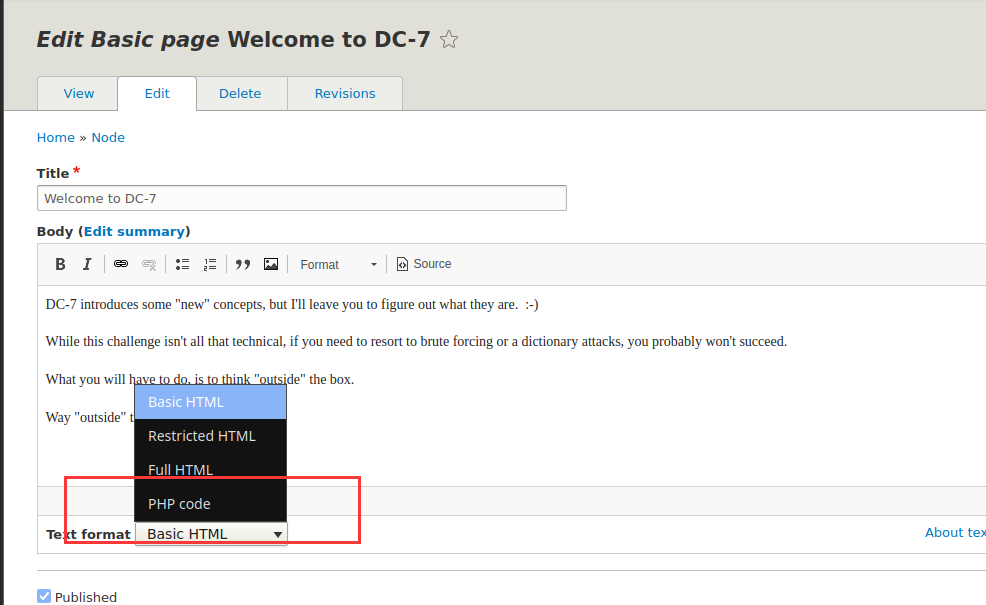 Edit Basic page Welcome to DC-7
View Edit Delete Revisions
Home » Node
Title *
Welcome to DC-7
Body (Edit summary)
B I Format Source
DC-7 introduces some "new" concepts, but I'll leave you to figure out what they are. :-)
While this challenge isn't all that technical, if you need to resort to brute forcing or a dictionary attacks, you probably won't succeed.
What you will have to do, is to think "outside" the box.
Way "outside"
Basic HTML
Restricted HTML
Full HTML
PHP code
Text format Basic HTML
About
Published